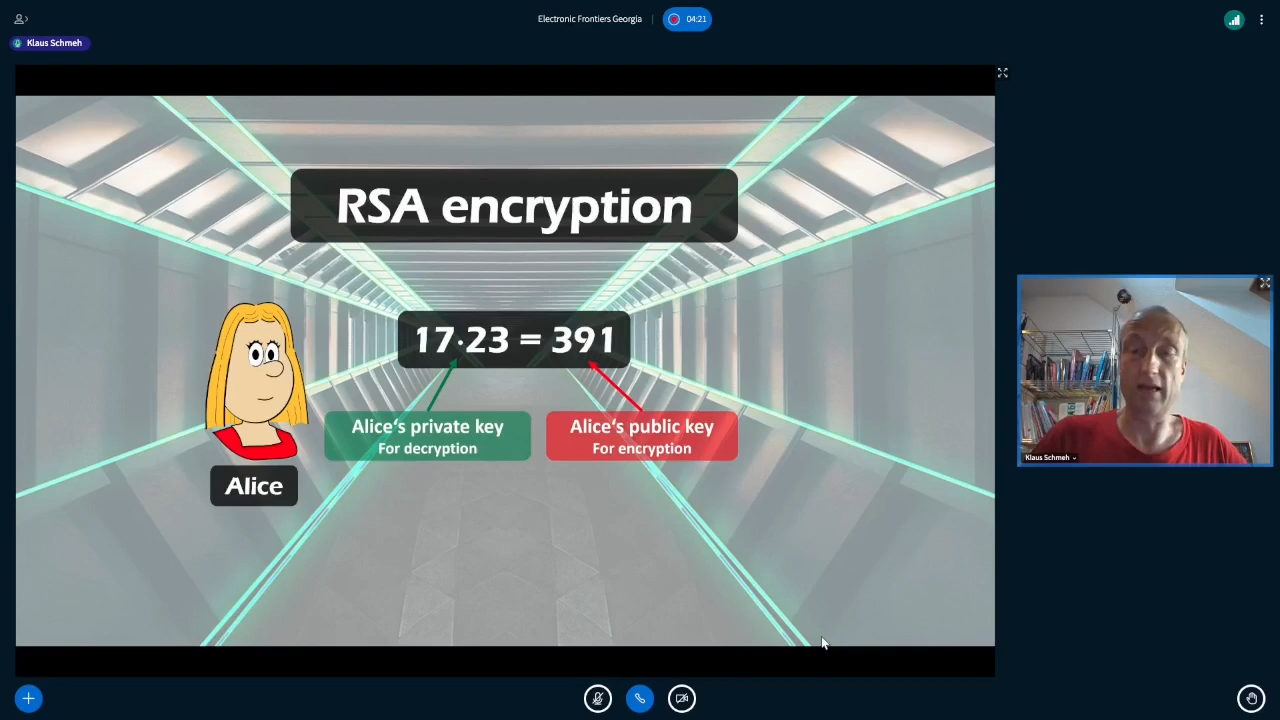 Electronic Frontiers Georgia
04:21
Klaus Schmeh
RSA encryption
17·23 = 391
Alice‘s private key
For decryption
Alice‘s public key
For encryption
Alice
Klaus Schmeh